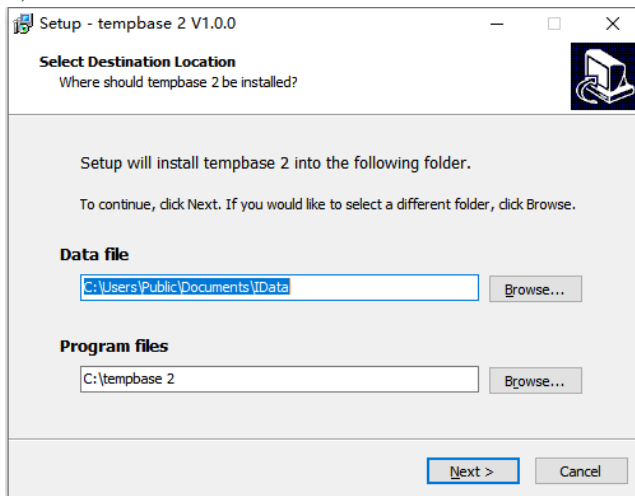 Setup - tempbase 2 V1.0.0
Select Destination Location
Where should tempbase 2 be installed?
Setup will install tempbase 2 into the following folder.
To continue, click Next. If you would like to select a different folder, click Browse.
Data file
C:\Users\Public\Documents\IData
Browse...
Program files
C:\tempbase 2
Browse...
Next >
Cancel